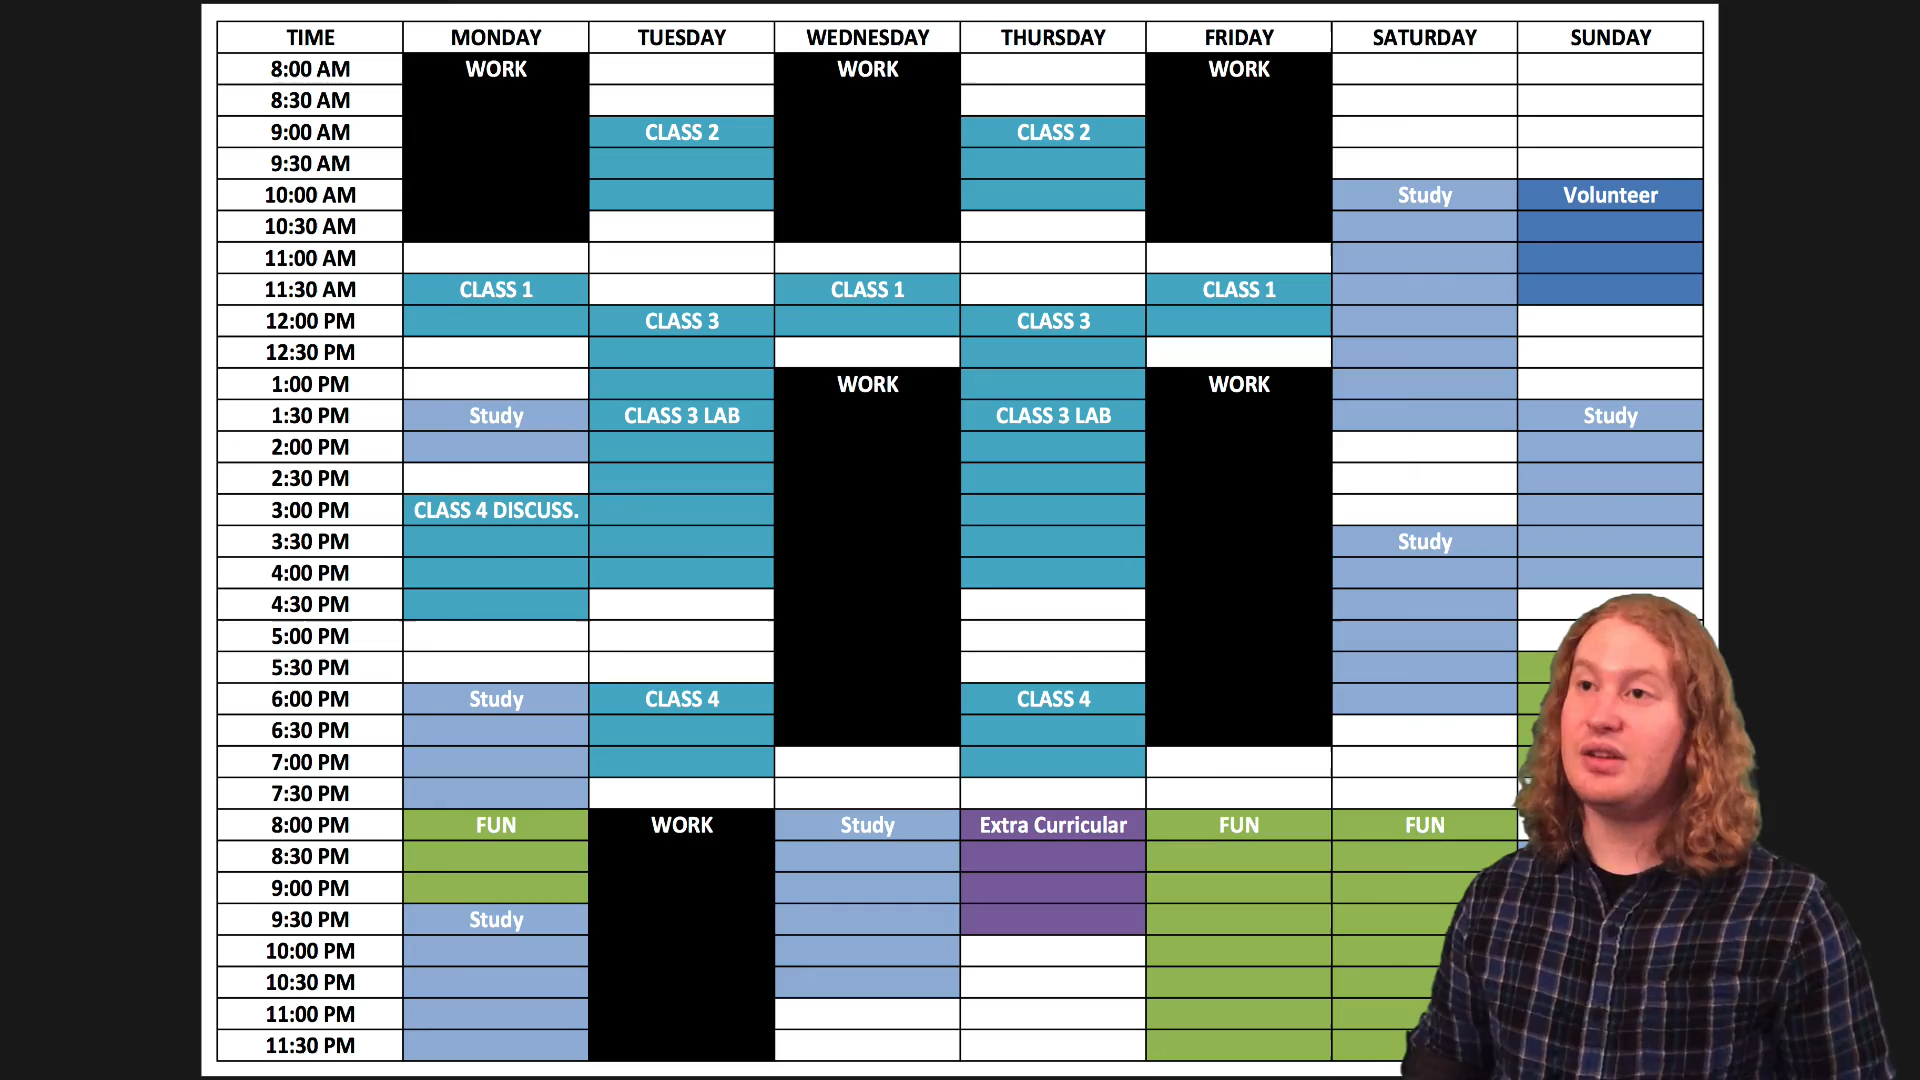 TIME MONDAY TUESDAY WEDNESDAY THURSDAY FRIDAY SATURDAY SUNDAY
8:00 AM WORK WORK WORK
8:30 AM
9:00 AM CLASS 2 CLASS 2
9:30 AM
10:00 AM Study Volunteer
10:30 AM
11:00 AM
11:30 AM CLASS 1 CLASS 1 CLASS 1
12:00 PM CLASS 3 CLASS 3
12:30 PM
1:00 PM WORK WORK
1:30 PM Study CLASS 3 LAB CLASS 3 LAB Study
2:00 PM
2:30 PM
3:00 PM CLASS 4 DISCUSS.
3:30 PM Study
4:00 PM
4:30 PM
5:00 PM
5:30 PM
6:00 PM Study CLASS 4 CLASS 4
6:30 PM
7:00 PM
7:30 PM
8:00 PM FUN WORK Study Extra Curricular FUN FUN
8:30 PM
9:00 PM
9:30 PM Study
10:00 PM
10:30 PM
11:00 PM
11:30 PM